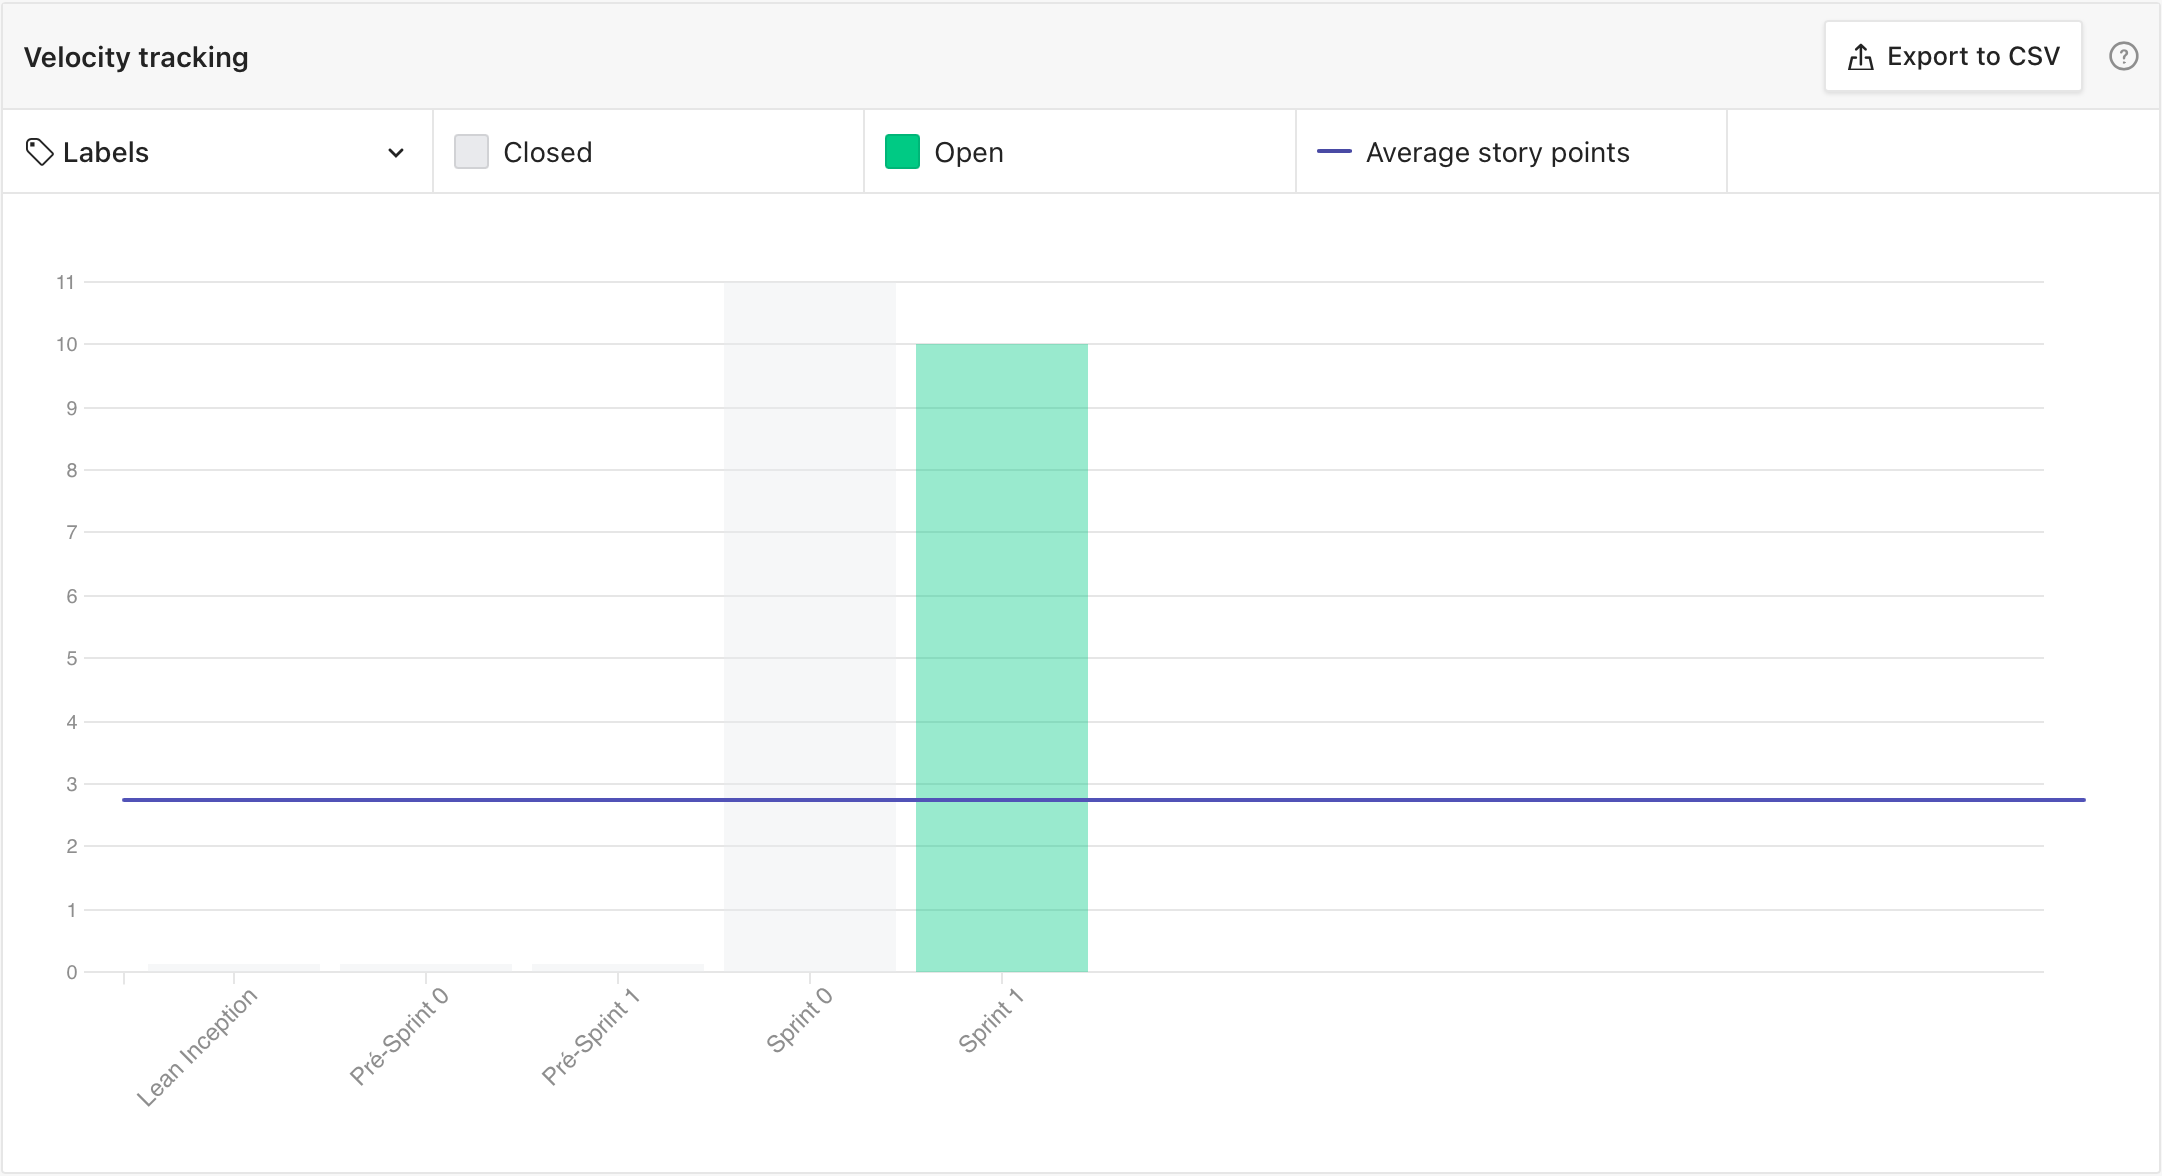 Velocity tracking
Export to CSV
?
Labels
Closed
Open
Average story points
11
10
9
8
7
6
5
4
3
2
1
0
Lean Inception
Pré-Sprint 0
Pré-Sprint 1
Sprint 0
Sprint 1